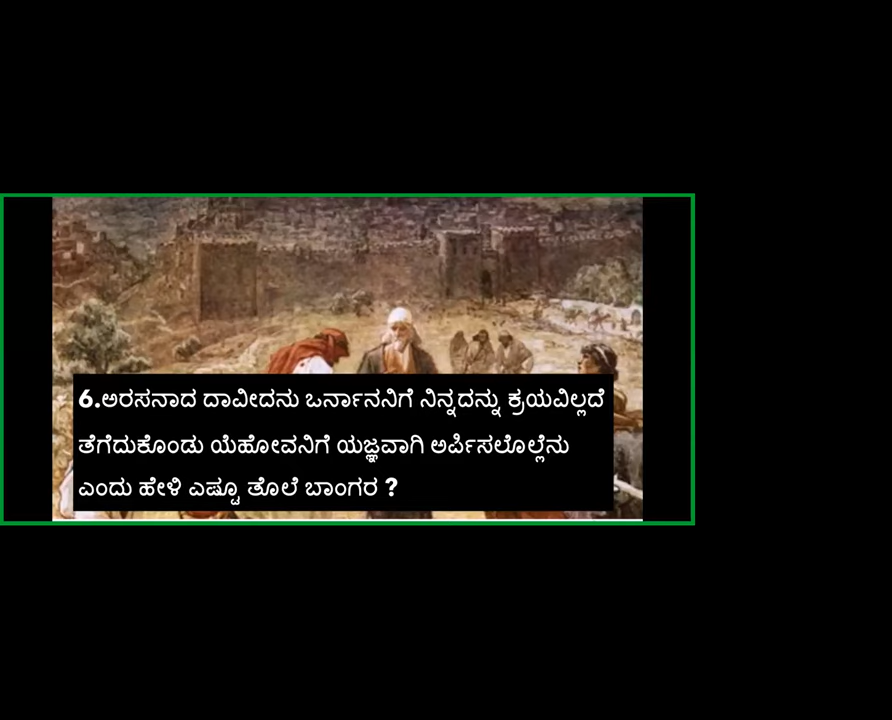 6.ಅರಸನಾದ ದಾವೀದನು ಒರ್ನಾನನಿಗೆ ನಿನ್ನದನ್ನು ಕ್ರಯವಿಲ್ಲದೆ
ತೆಗೆದುಕೊಂಡು ಯೆಹೋವನಿಗೆ ಯಜ್ಞವಾಗಿ ಅರ್ಪಿಸಲೊಲ್ಲೆನು
ಎಂದು ಹೇಳಿ ಎಷ್ಟೂ ತೊಲೆ ಬಾಂಗರ ?